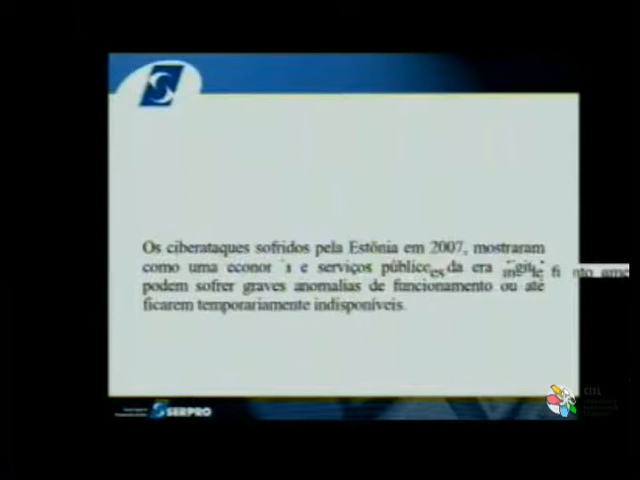 Os ciberataques sofridos pela Estônia em 2007, mostraram
como uma e serviços da era
podem sofrer graves anomalias de funcionamento ou até
ficarem temporariamente indisponíveis.
SERPRO